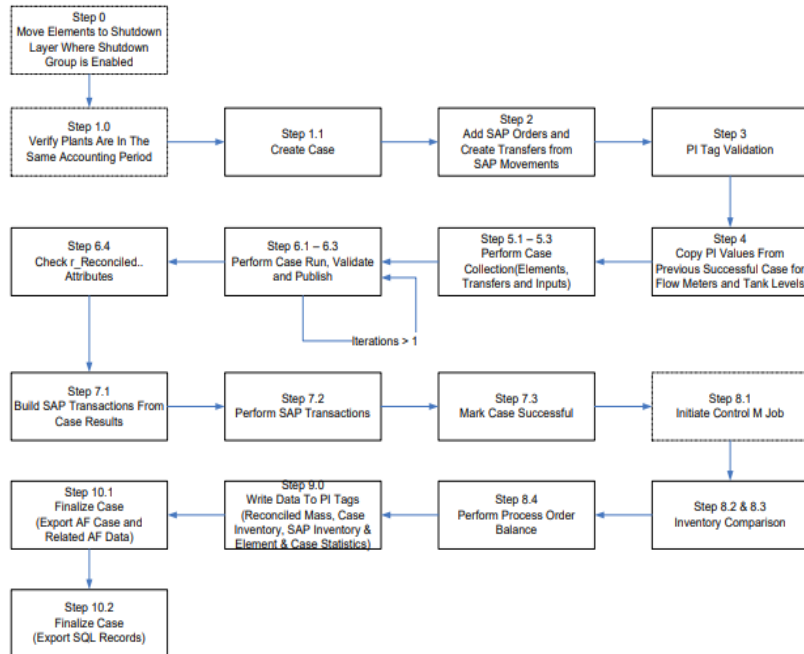 Step 0
Move Elements to Shutdown
Layer Where Shutdown
Group is Enabled
Step 1.0
Verify Plants Are In The
Same Accounting Period
Step 1.1
Create Case
Step 2
Add SAP Orders and
Create Transfers from
SAP Movements
Step 3
PI Tag Validation
Step 6.4
Check r_Reconciled..
Attributes
Step 6.1 – 6.3
Perform Case Run, Validate
and Publish
Step 5.1 – 5.3
Perform Case
Collection(Elements,
Transfers and Inputs)
Step 4
Copy PI Values From
Previous Successful Case for
Flow Meters and Tank Levels
Iterations > 1
Step 7.1
Build SAP Transactions From
Case Results
Step 7.2
Perform SAP Transactions
Step 7.3
Mark Case Successful
Step 8.1
Initiate Control M Job
Step 10.1
Finalize Case
(Export AF Case and
Related AF Data)
Step 9.0
Write Data To PI Tags
(Reconciled Mass, Case
Inventory, SAP Inventory &
Element & Case Statistics)
Step 8.4
Perform Process Order
Balance
Step 8.2 & 8.3
Inventory Comparison
Step 10.2
Finalize Case
(Export SQL Records)